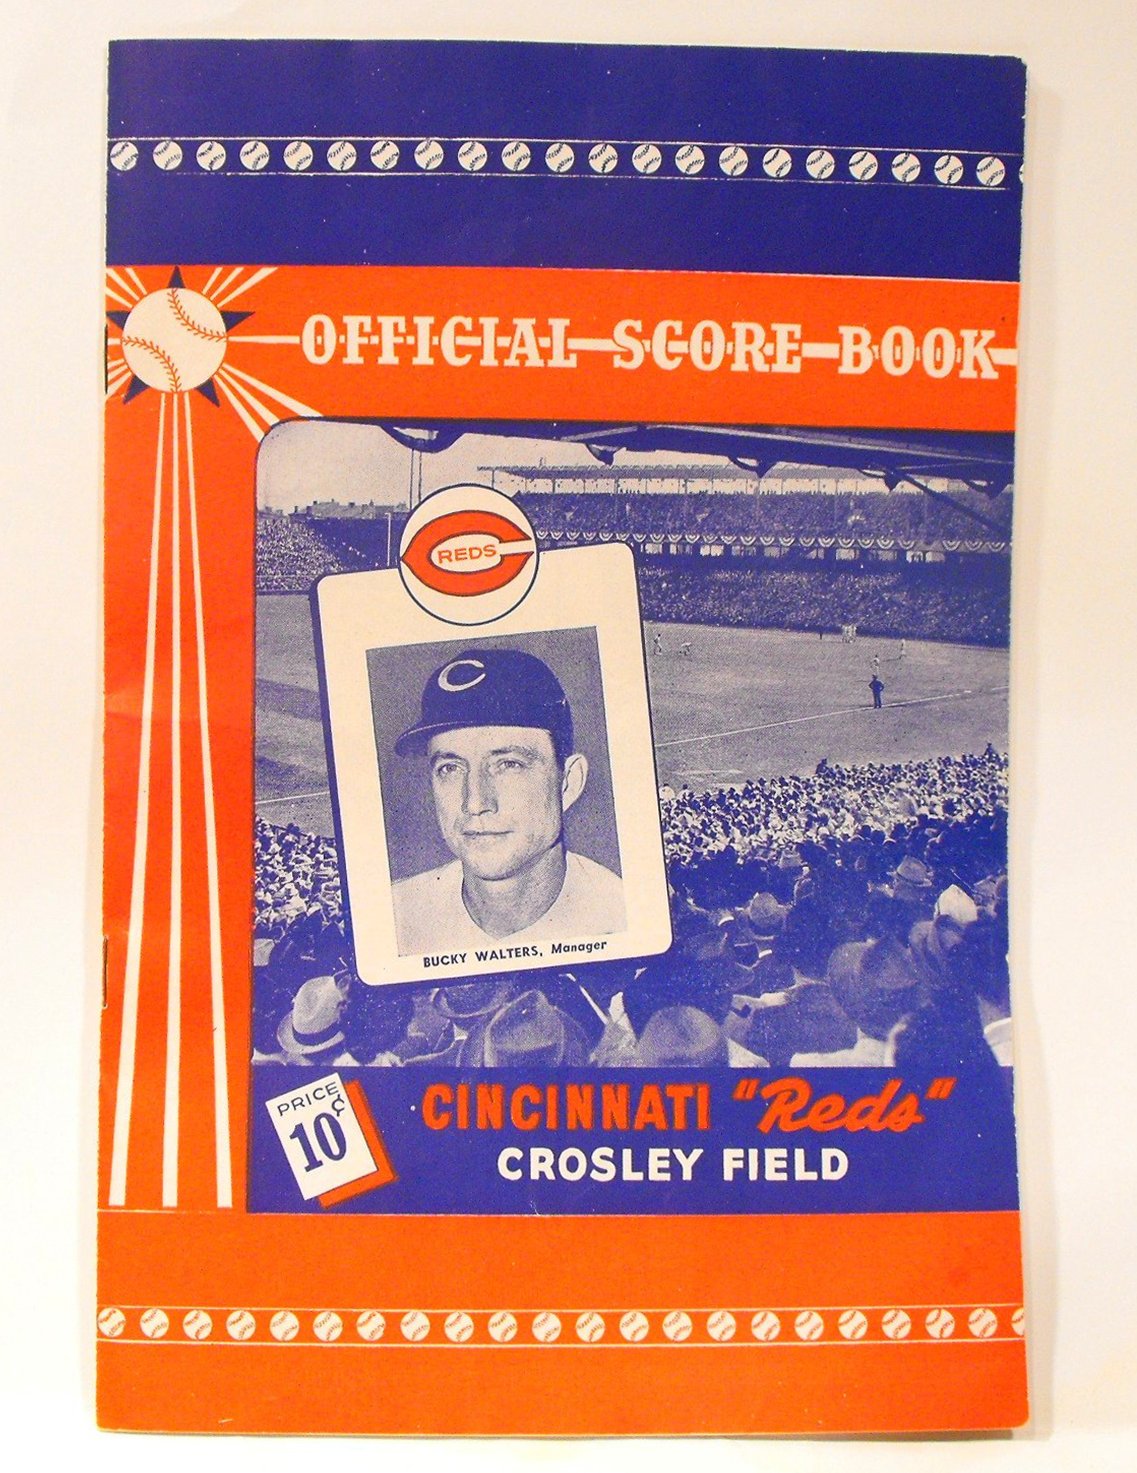 OFFICIAL SCORE BOOK
REDS
C
BUCKY WALTERS, Manager
PRICE
10¢
CINCINNATI "Reds"
CROSLEY FIELD